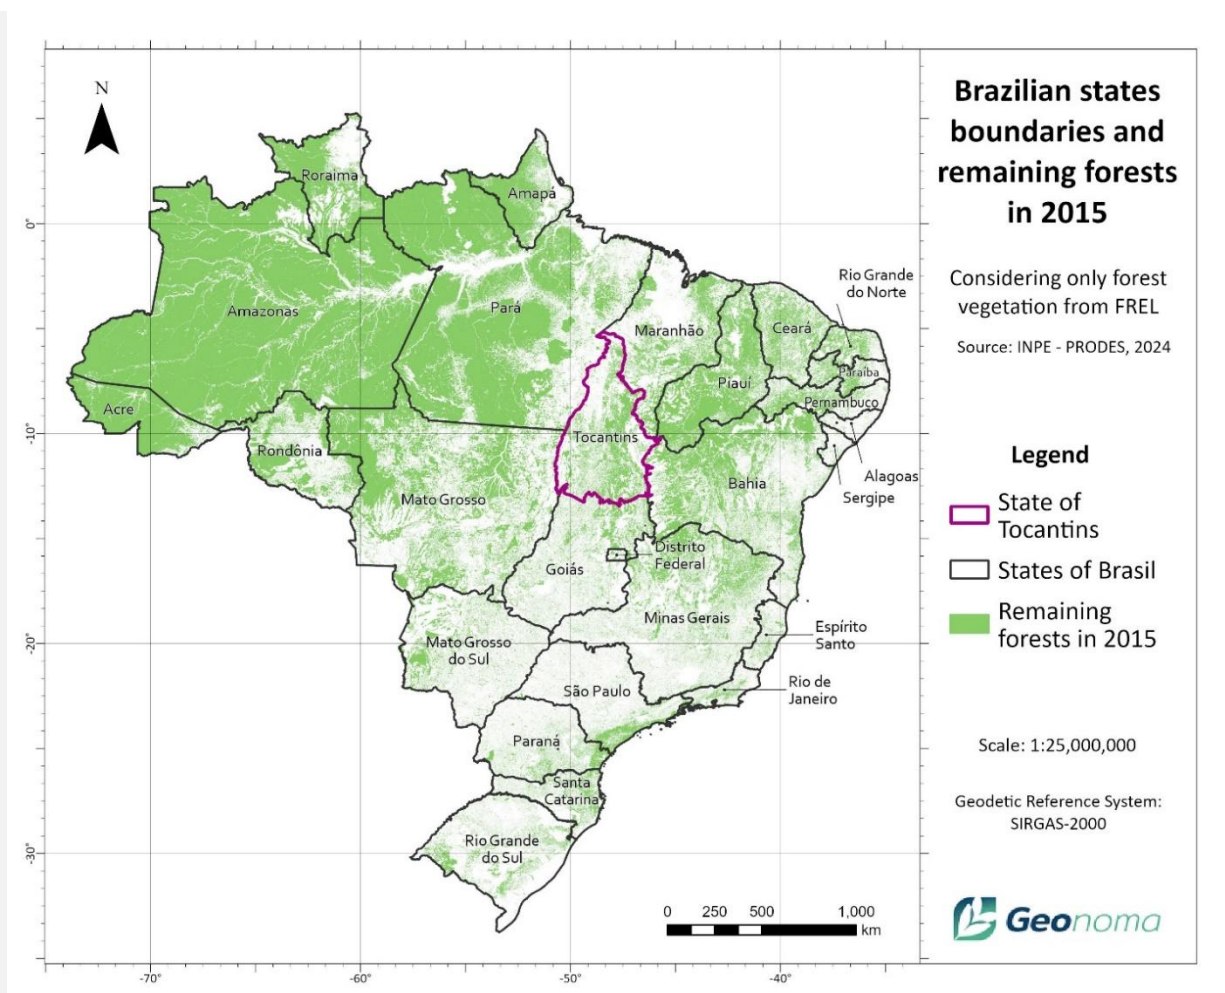 N
Roraima
Amapá
Amazonas
Pará
Maranhão
Ceará
Rio Grande
do Norte
Paraíba
Piauí
Pernambuco
Acre
Rondônia
Tocantins
Mato Grosso
Bahia
Alagoas
Sergipe
Distrito
Federal
Goiás
Minas Gerais
Espírito
Santo
Mato Grosso
do Sul
São Paulo
Rio de
Janeiro
Paraná
Santa
Catarina
Rio Grande
do Sul
0°
-10°
-20°
-30°
-70°
-60°
-50°
-40°
0 250 500 1,000
km
Brazilian states
boundaries and
remaining forests
in 2015
Considering only forest
vegetation from FREL
Source: INPE - PRODES, 2024
Legend
State of
Tocantins
States of Brasil
Remaining
forests in 2015
Scale: 1:25,000,000
Geodetic Reference System:
SIRGAS-2000
Geonoma